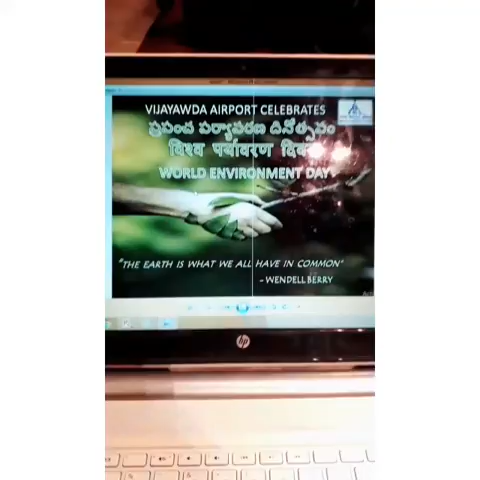 VIJAYAWDA AIRPORT CELEBRATES
ప్రపంచ పర్యావరణ దినోత్సవం
विश्व पर्यावरण
WORLD ENVIRONMENT DAY
"THE EARTH IS WHAT WE ALL HAVE IN COMMON"
- WENDELL BERRY
hp